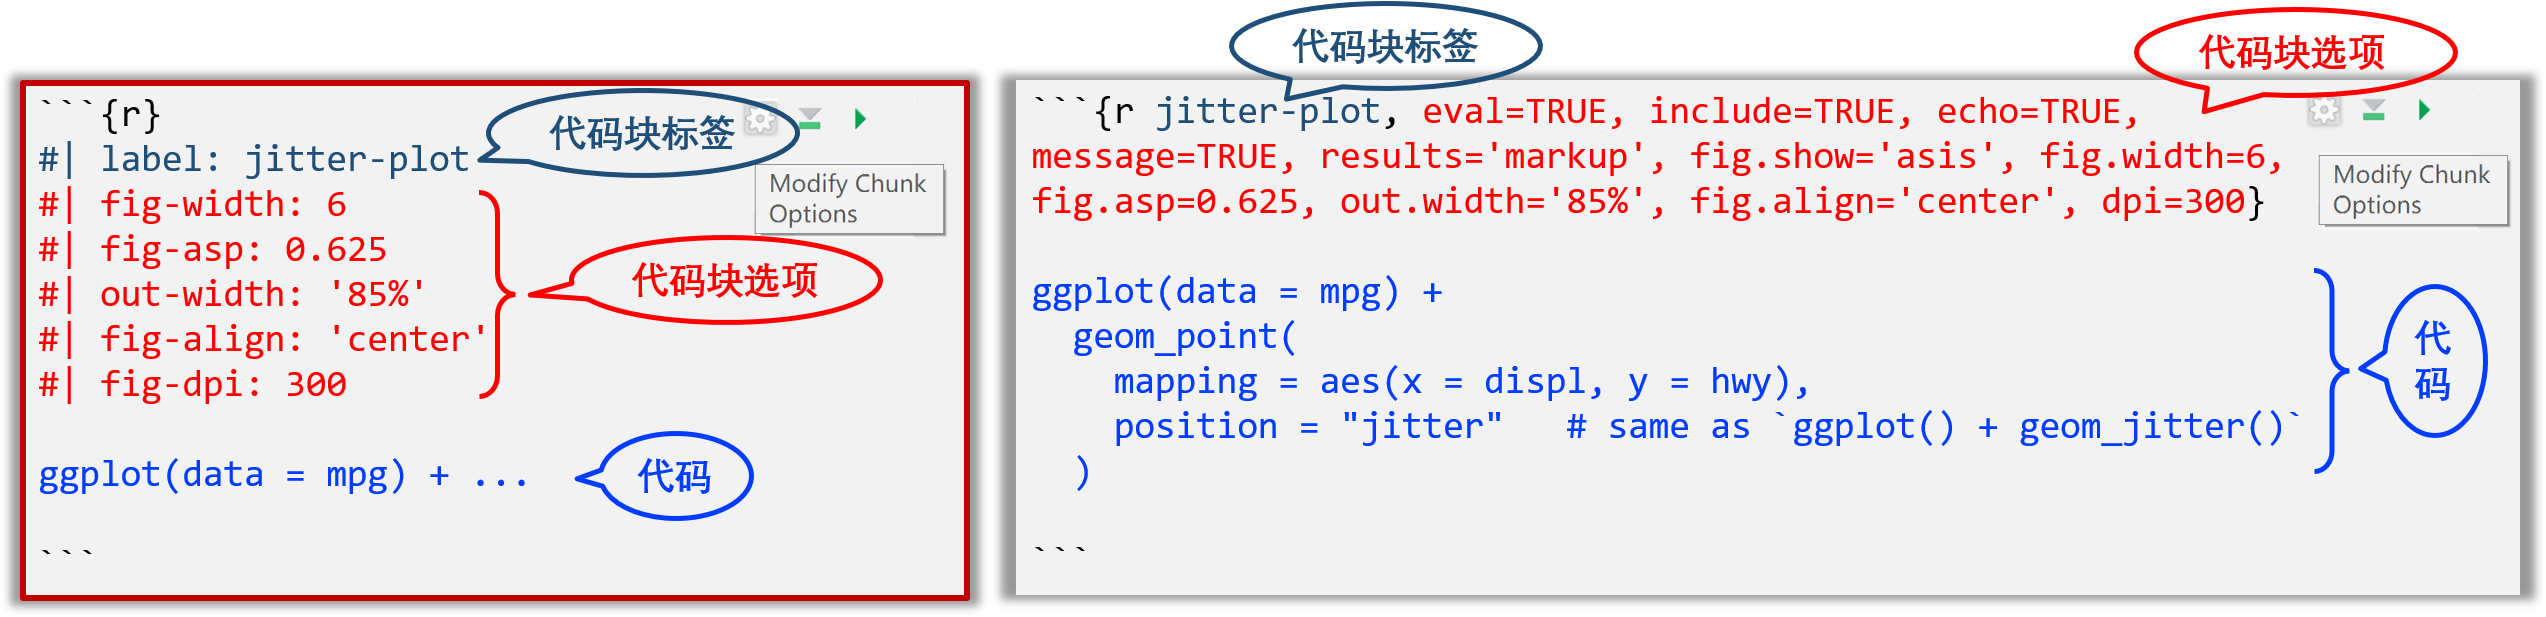 ```{r}
代码块标签
#| label: jitter-plot
Modify Chunk
Options
#| fig-width: 6
#| fig-asp: 0.625
代码块选项
#| out-width: '85%'
#| fig-align: 'center'
#| fig-dpi: 300
ggplot(data = mpg) + ...
代码
```
代码块标签
代码块选项
```{r jitter-plot, eval=TRUE, include=TRUE, echo=TRUE,
message=TRUE, results='markup', fig.show='asis', fig.width=6,
fig.asp=0.625, out.width='85%', fig.align='center', dpi=300}
Modify Chunk
Options
ggplot(data = mpg) +
  geom_point(
    mapping = aes(x = displ, y = hwy),
    position = "jitter"   # same as `ggplot() + geom_jitter()`
  )
代
码
```